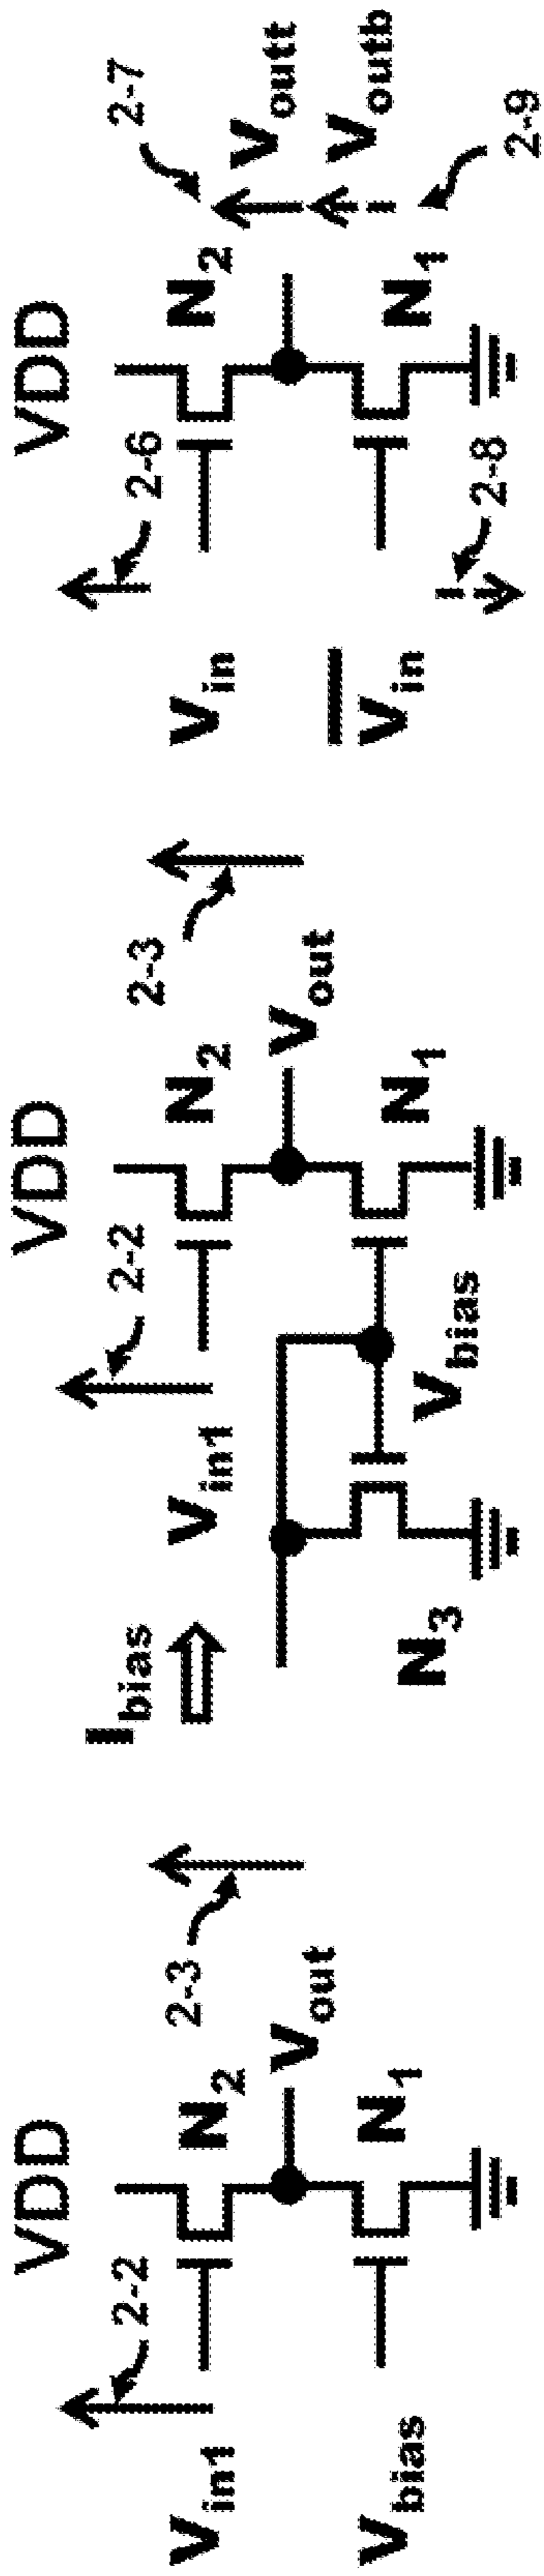 VDD
2-2
2-3
V_in1
N_2
V_out
V_bias
N_1
VDD
I_bias
2-2
2-3
V_in1
N_2
V_out
N_3
V_bias
N_1
VDD
2-6
2-7
V_in
N_2
V_outt
V̅_in
V_outb
N_1
2-8
2-9